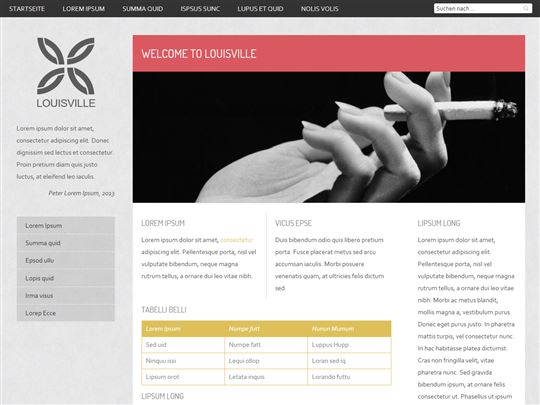 STARTSEITE LOREM IPSUM SUMMA QUID ISPSUS SUNC LUPUS ET QUID NOLIS VOLIS
Suchen nach ...
LOUISVILLE
Lorem ipsum dolor sit amet,
consectetur adipiscing elit. Donec
dignissim sed lectus et consectetur.
Proin pretium diam quis justo
luctus, at eleifend leo iaculis.
Peter Lorem Ipsum, 2013
Lorem Ipsum
Summa quid
Epsod ullu
Lopis quid
Irma visus
Lorep Ecce
WELCOME TO LOUISVILLE
LOREM IPSUM
Lorem ipsum dolor sit amet, consectetur
adipiscing elit. Pellentesque porta, nisl vel
vulputate bibendum, neque magna
rutrum tellus, a ornare dui leo vitae nibh.
VICUS EPSE
Duis bibendum odio quis libero pretium
porta. Fusce placerat metus sed arcu
accumsan iaculis. Morbi posuere
venenatis quam, at ultricies felis dictum
sed.
TABELLI BELLI
Lorem Ipsum Numpe futt Nunun Mumum
Sed uid Numpe fatt Luppus Hupp
Ninquu issi Lequi ollop Loran sed iq
Lipsum orot Letata inquis Lorando futtu
LIPSUM LONG
LIPSUM LONG
Lorem ipsum dolor sit amet,
consectetur adipiscing elit.
Pellentesque porta, nisl vel
vulputate bibendum, neque
magna rutrum tellus, a
ornare dui leo vitae nibh.
Morbi ac metus blandit,
mollis magna a, vestibulum
purus. Donec eget purus
justo. In pharetra mattis
turpis, vel consectetur nunc.
In hac habitasse platea
dictumst. Cras non fringilla
velit, vitae pharetra neque.
Sed gravida bibendum
ipsum, at ornare felis
consectetur ut. Phasellus ut
ipsum